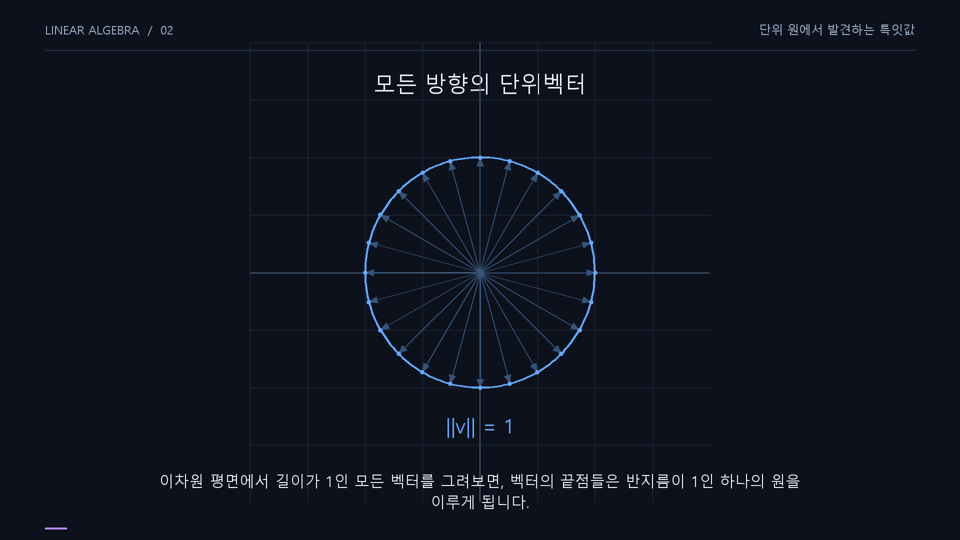 LINEAR ALGEBRA / 02
단위 원에서 발견하는 특잇값
모든 방향의 단위벡터
||v|| = 1
이차원 평면에서 길이가 1인 모든 벡터를 그려보면, 벡터의 끝점들은 반지름이 1인 하나의 원을
이루게 됩니다.